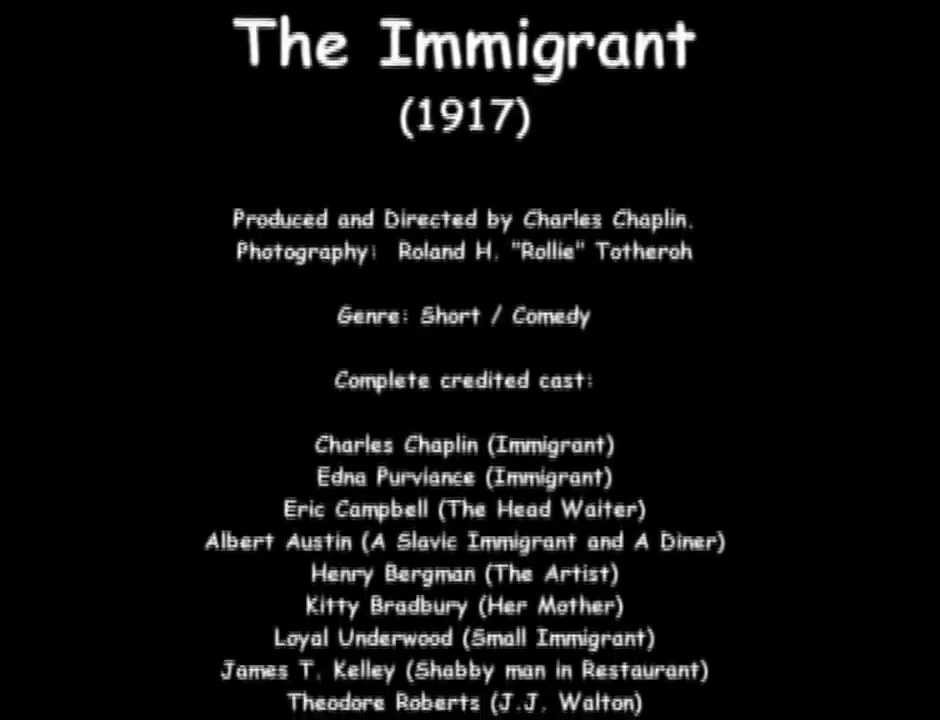 The Immigrant
(1917)
Produced and Directed by Charles Chaplin.
Photography: Roland H. "Rollie" Totheroh
Genre: Short / Comedy
Complete credited cast:
Charles Chaplin (Immigrant)
Edna Purviance (Immigrant)
Eric Campbell (The Head Waiter)
Albert Austin (A Slavic Immigrant and A Diner)
Henry Bergman (The Artist)
Kitty Bradbury (Her Mother)
Loyal Underwood (Small Immigrant)
James T. Kelley (Shabby man in Restaurant)
Theodore Roberts (J.J. Walton)